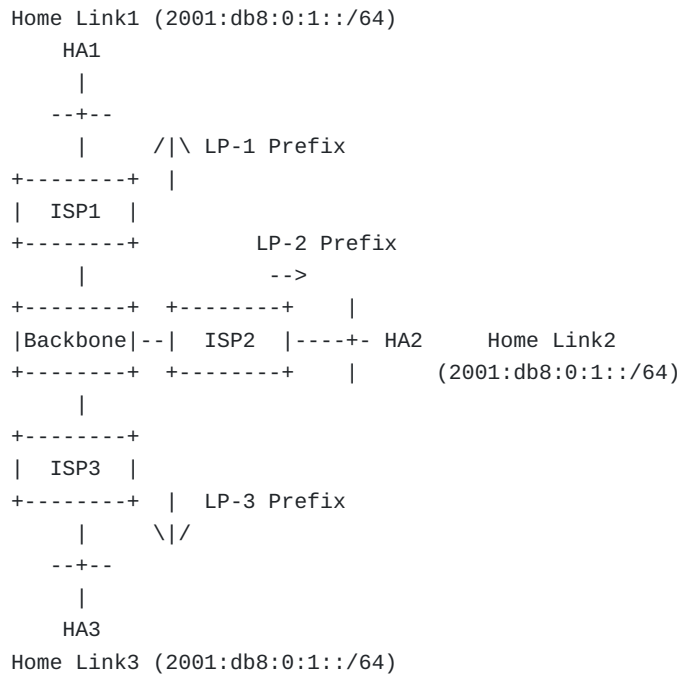 Home Link1 (2001:db8:0:1::/64)
    HA1
     |
   --+--
     |     /|\ LP-1 Prefix
+--------+  |
|  ISP1  |
+--------+         LP-2 Prefix
     |              -->
+--------+  +--------+    |
|Backbone|--|  ISP2  |----+- HA2     Home Link2
+--------+  +--------+    |      (2001:db8:0:1::/64)
     |
+--------+
|  ISP3  |
+--------+  |  LP-3 Prefix
     |     \|/
   --+--
     |
    HA3
Home Link3 (2001:db8:0:1::/64)